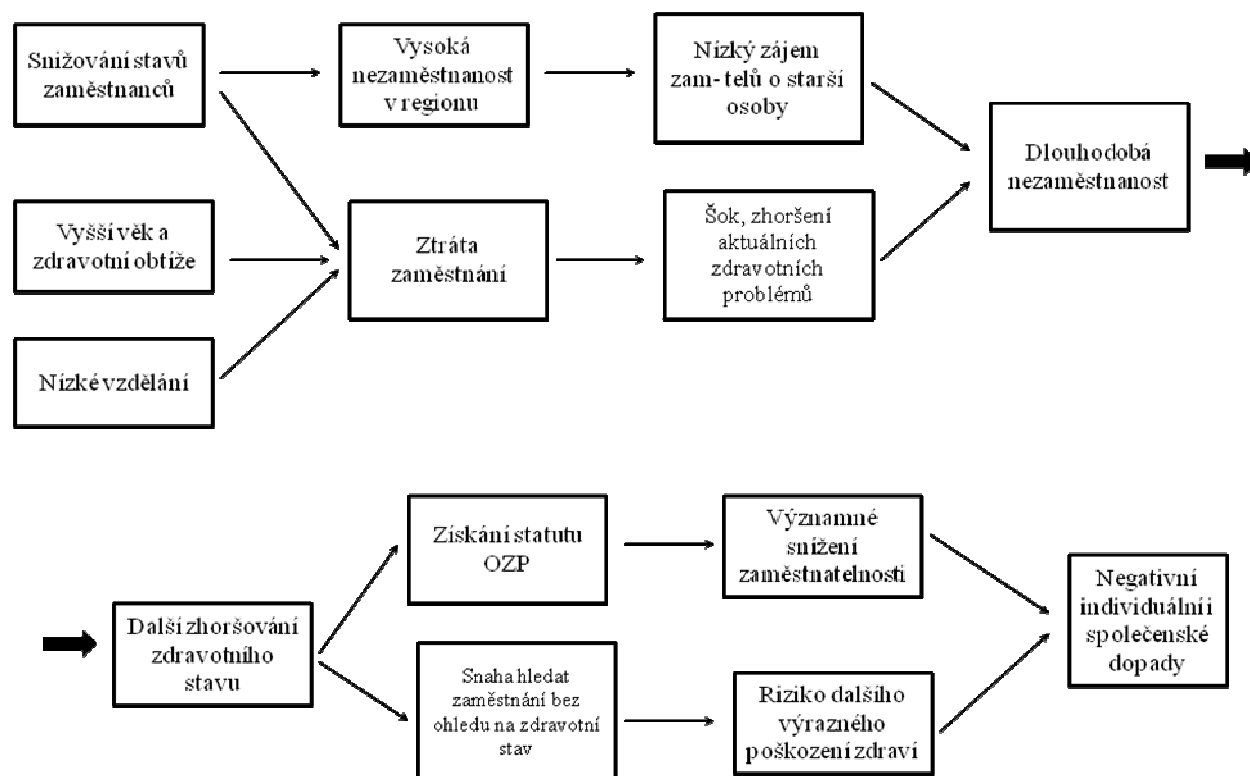 Snižování stavů
zaměstnanců
Vysoká
nezaměstnanost
v regionu
Nízký zájem
zam-telů o starší
osoby
Dlouhodobá
nezaměstnanost
Vyšší věk a
zdravotní obtíže
Ztráta
zaměstnání
Šok, zhoršení
aktuálních
zdravotních
problémů
Nízké vzdělání
Získání statutu
OZP
Významné
snížení
zaměstnatelnosti
Negativní
individuální i
společenské
dopady
Další zhoršování
zdravotního
stavu
Snaha hledat
zaměstnání bez
ohledu na zdravotní
stav
Riziko dalšího
výrazného
poškození zdraví